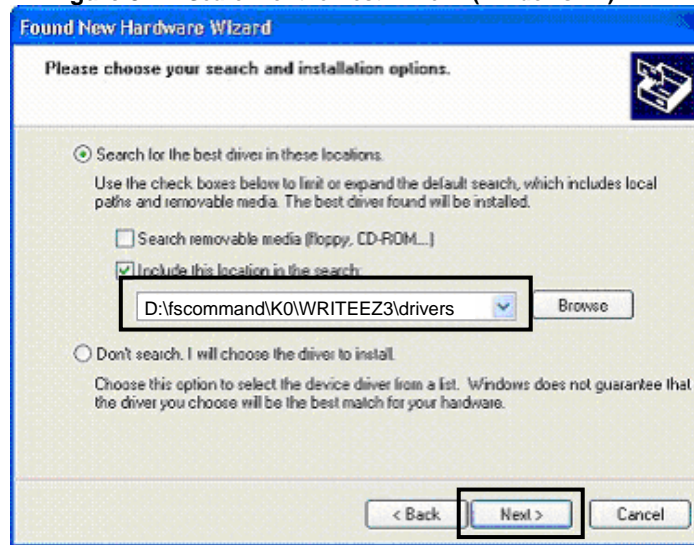 Found New Hardware Wizard
Please choose your search and installation options.
Search for the best driver in these locations.
Use the check boxes below to limit or expand the default search, which includes local
paths and removable media. The best driver found will be installed.
Search removable media (floppy, CD-ROM...)
Include this location in the search:
D:\fscommand\K0\WRITEEZ3\drivers
Browse
Don't search. I will choose the driver to install.
Choose this option to select the device driver from a list. Windows does not guarantee that
the driver you choose will be the best match for your hardware.
< Back
Next >
Cancel